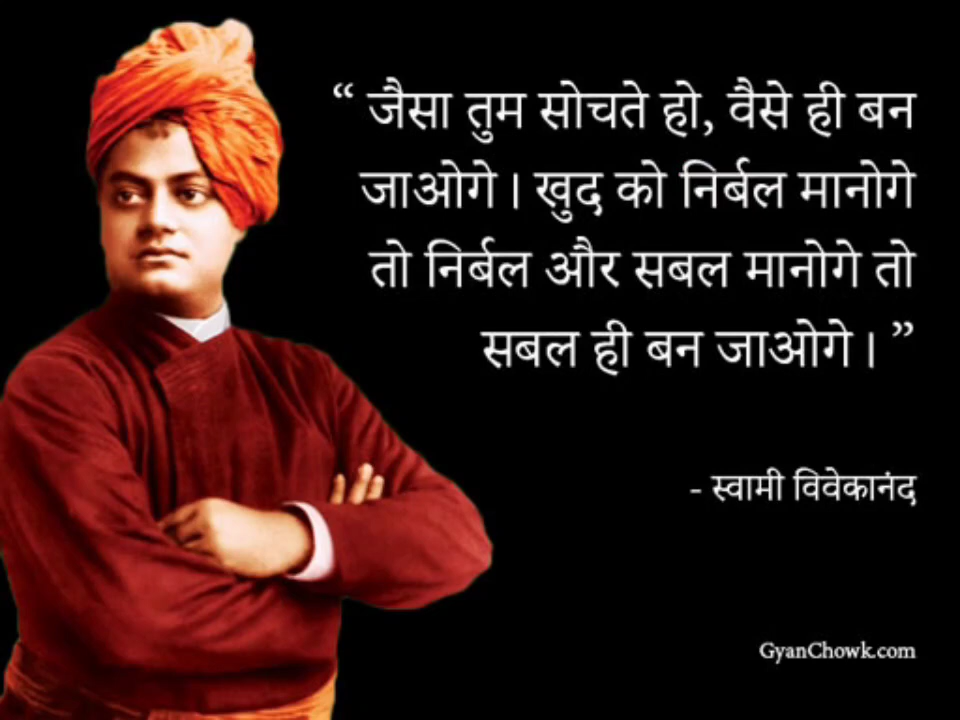 “ जैसा तुम सोचते हो, वैसे ही बन
जाओगे। खुद को निर्बल मानोगे
तो निर्बल और सबल मानोगे तो
सबल ही बन जाओगे। ”
- स्वामी विवेकानंद
GyanChowk.com